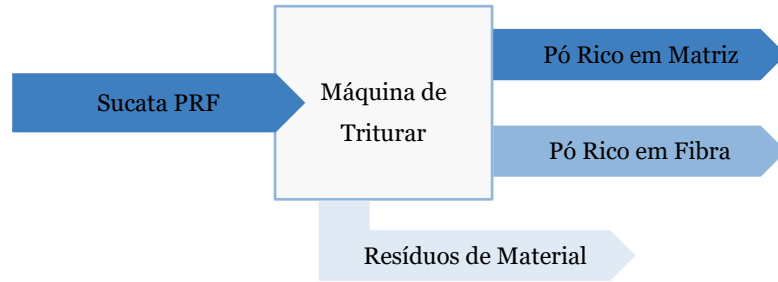 Pó Rico em Matriz
Sucata PRF
Máquina de
Triturar
Pó Rico em Fibra
Resíduos de Material